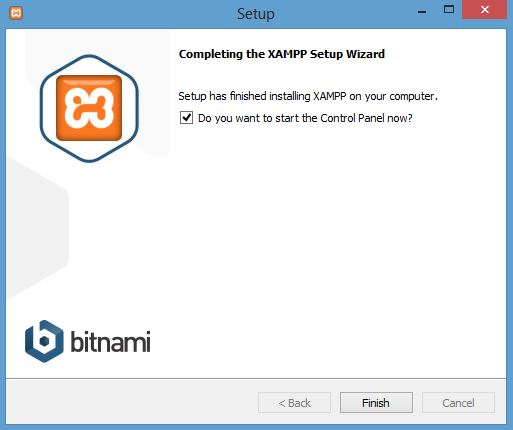 Setup
Completing the XAMPP Setup Wizard
Setup has finished installing XAMPP on your computer.
Do you want to start the Control Panel now?
bitnami
< Back
Finish
Cancel